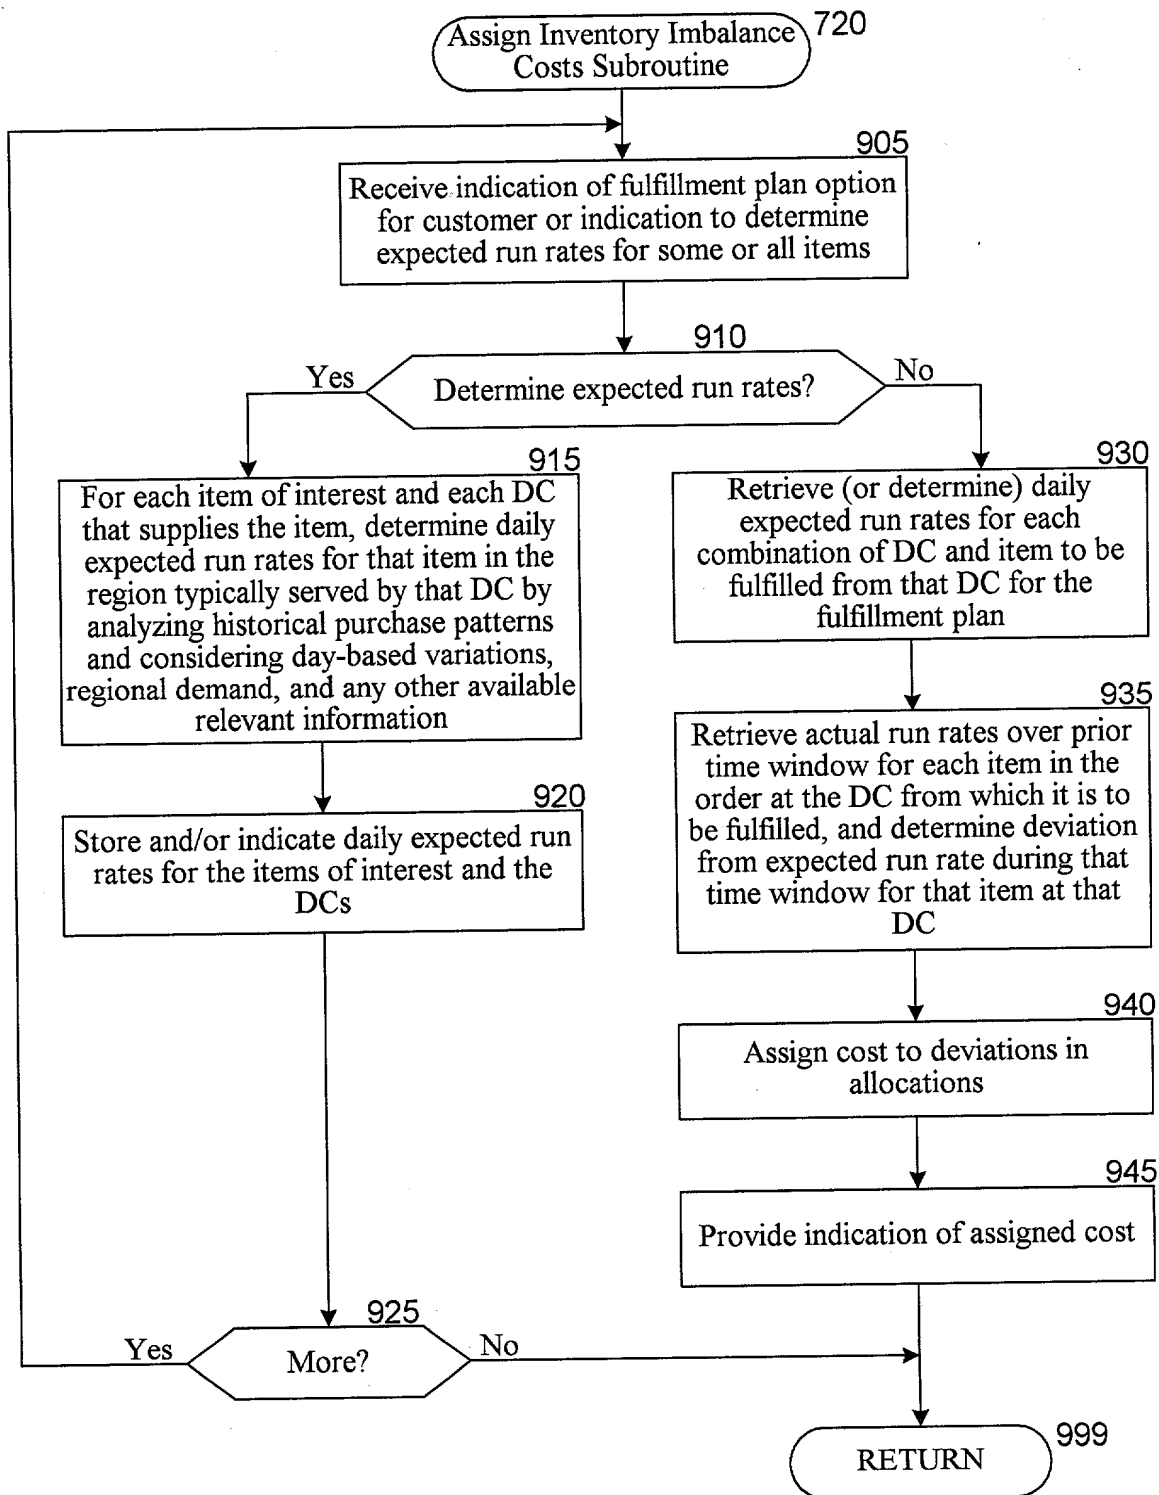 Assign Inventory Imbalance
Costs Subroutine
720
905
Receive indication of fulfillment plan option
for customer or indication to determine
expected run rates for some or all items
910
Determine expected run rates?
Yes
No
915
For each item of interest and each DC
that supplies the item, determine daily
expected run rates for that item in the
region typically served by that DC by
analyzing historical purchase patterns
and considering day-based variations,
regional demand, and any other available
relevant information
920
Store and/or indicate daily expected run
rates for the items of interest and the
DCs
930
Retrieve (or determine) daily
expected run rates for each
combination of DC and item to be
fulfilled from that DC for the
fulfillment plan
935
Retrieve actual run rates over prior
time window for each item in the
order at the DC from which it is to
be fulfilled, and determine deviation
from expected run rate during that
time window for that item at that
DC
940
Assign cost to deviations in
allocations
945
Provide indication of assigned cost
925
Yes
More?
No
RETURN
999